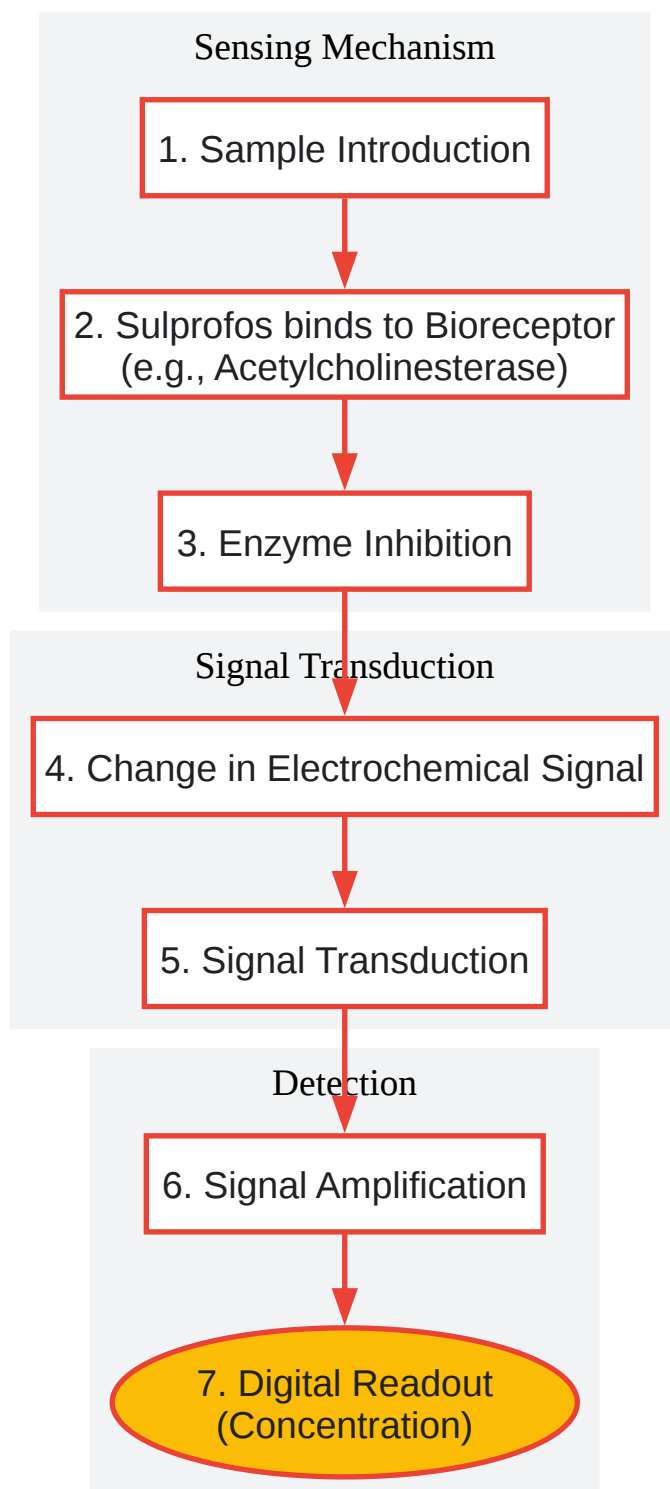 Sensing Mechanism
1. Sample Introduction
2. Sulprofos binds to Bioreceptor
(e.g., Acetylcholinesterase)
3. Enzyme Inhibition
Signal Transduction
4. Change in Electrochemical Signal
5. Signal Transduction
Detection
6. Signal Amplification
7. Digital Readout
(Concentration)